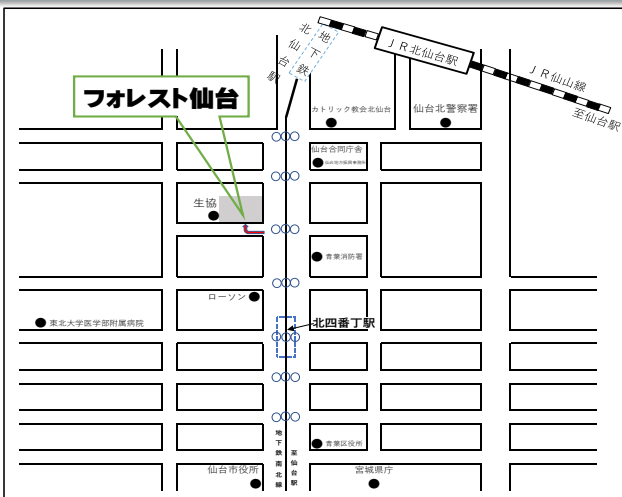 地下鉄
北仙台駅
JR北仙台駅
JR仙山線
至仙台駅
フォレスト仙台
カトリック教会北仙台
仙台北警察署
仙台合同庁舎
生協
青葉消防署
ローソン
東北大学医学部附属病院
北四番丁駅
地下鉄南北線
至仙台駅
青葉区役所
仙台市役所
宮城県庁